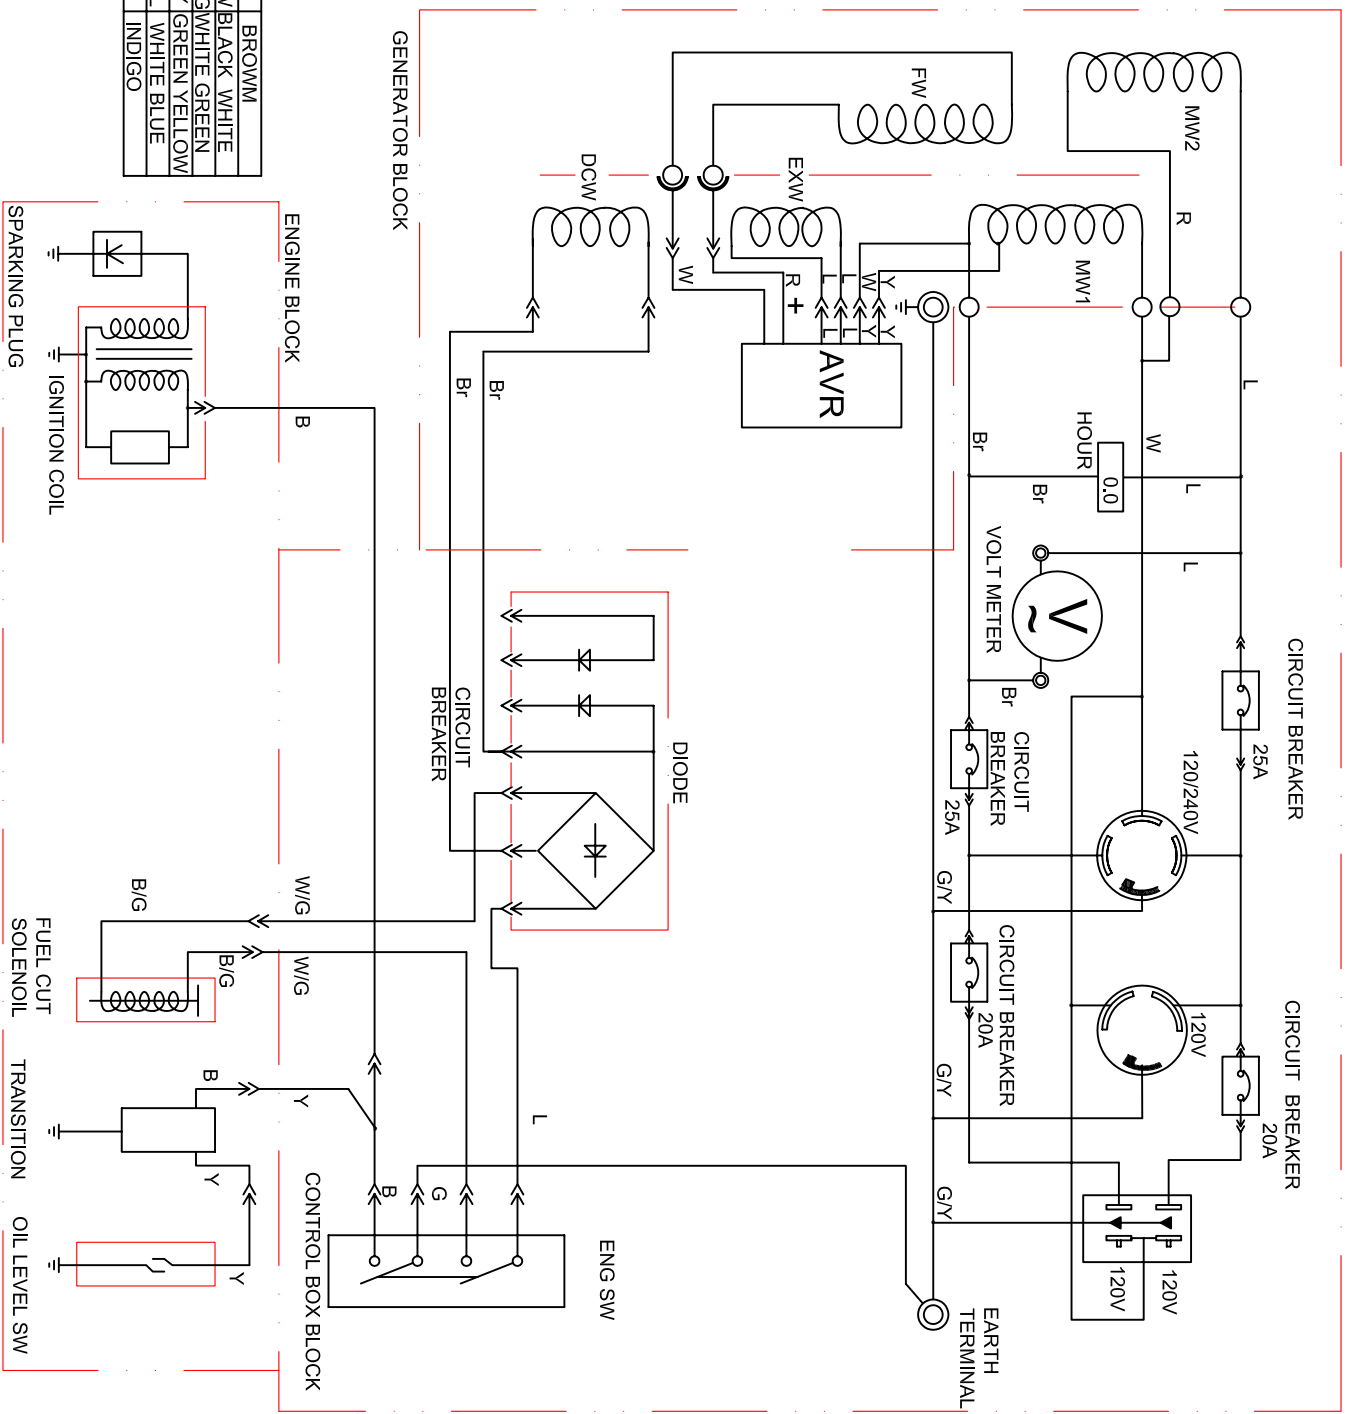 BROWM
BLACK WHITE
WHITE GREEN
GREEN YELLOW
WHITE BLUE
INDIGO
GENERATOR BLOCK
MW2
FW
DCW
EXW
MW1
R
W
R
+
L
L
W
Y
L
L
Y
Y
AVR
L
W
Br
HOUR
0.0
L
Br
L
VOLT METER
V
~
Br
CIRCUIT BREAKER
25A
CIRCUIT
BREAKER
25A
120/240V
G/Y
CIRCUIT BREAKER
20A
120V
G/Y
CIRCUIT BREAKER
20A
G/Y
120V
120V
EARTH
TERMINAL
Br
Br
CIRCUIT
BREAKER
DIODE
ENGINE BLOCK
SPARKING PLUG
IGNITION COIL
B
W/G
B/G
W/G
B/G
FUEL CUT
SOLENOIL
TRANSITION
B
Y
Y
OIL LEVEL SW
Y
L
B
G
ENG SW
CONTROL BOX BLOCK